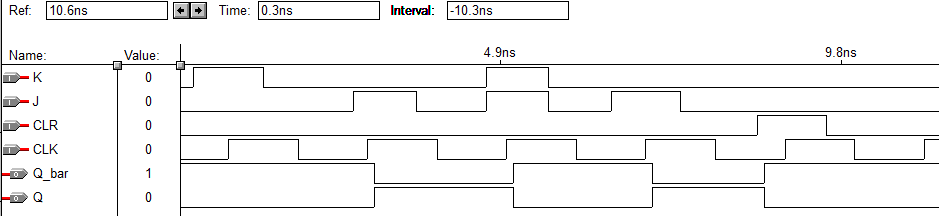 Ref: 10.6ns Time: 0.3ns Interval: -10.3ns
4.9ns 9.8ns
Name: Value:
K 0
J 0
CLR 0
CLK 0
Q_bar 1
Q 0